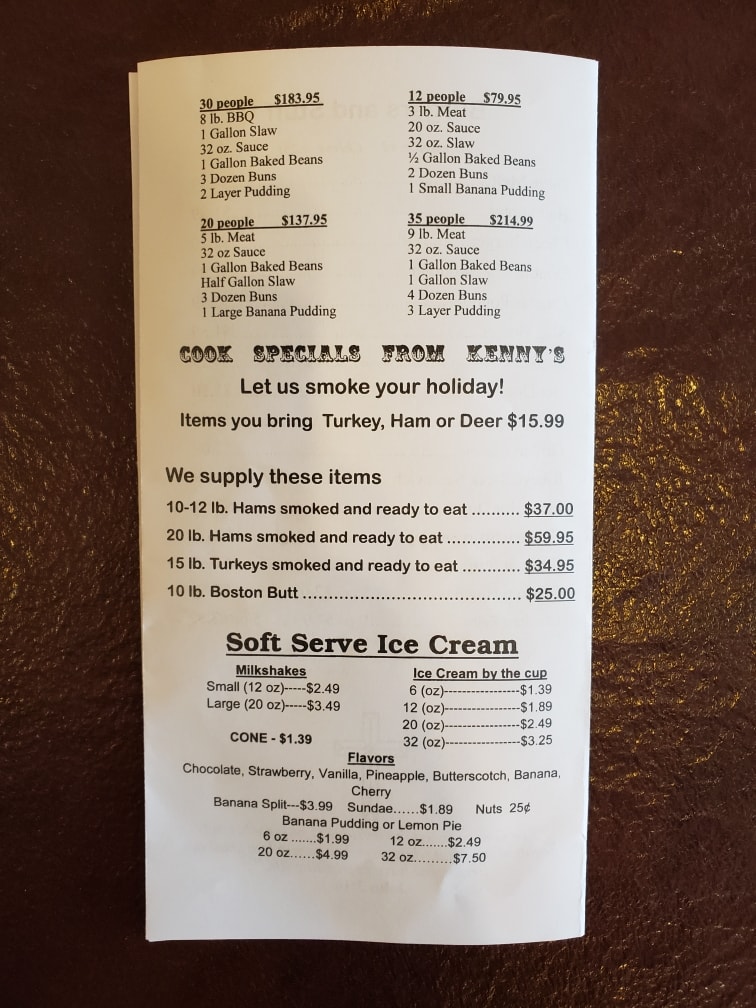 30 people $183.95
8 lb. BBQ
1 Gallon Slaw
32 oz. Sauce
1 Gallon Baked Beans
3 Dozen Buns
2 Layer Pudding
12 people $79.95
3 lb. Meat
20 oz. Sauce
32 oz. Slaw
½ Gallon Baked Beans
2 Dozen Buns
1 Small Banana Pudding
20 people $137.95
5 lb. Meat
32 oz Sauce
1 Gallon Baked Beans
Half Gallon Slaw
3 Dozen Buns
1 Large Banana Pudding
35 people $214.99
9 lb. Meat
32 oz. Sauce
1 Gallon Baked Beans
1 Gallon Slaw
4 Dozen Buns
3 Layer Pudding
COOK SPECIALS FROM KENNY'S
Let us smoke your holiday!
Items you bring Turkey, Ham or Deer $15.99
We supply these items
10-12 lb. Hams smoked and ready to eat .......... $37.00
20 lb. Hams smoked and ready to eat ............... $59.95
15 lb. Turkeys smoked and ready to eat ............ $34.95
10 lb. Boston Butt .............................................. $25.00
Soft Serve Ice Cream
Milkshakes
Small (12 oz)-----$2.49
Large (20 oz)-----$3.49
CONE - $1.39
Ice Cream by the cup
6 (oz)------------------$1.39
12 (oz)------------------$1.89
20 (oz)------------------$2.49
32 (oz)------------------$3.25
Flavors
Chocolate, Strawberry, Vanilla, Pineapple, Butterscotch, Banana,
Cherry
Banana Split---$3.99 Sundae......$1.89 Nuts 25¢
Banana Pudding or Lemon Pie
6 oz ......$1.99 12 oz.......$2.49
20 oz......$4.99 32 oz.........$7.50